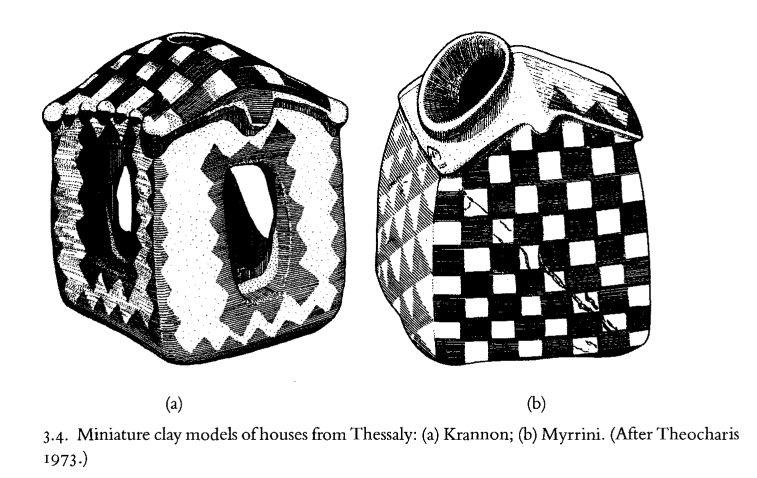 (a)
(b)
3.4. Miniature clay models of houses from Thessaly: (a) Krannon; (b) Myrrini. (After Theocharis
1973.)